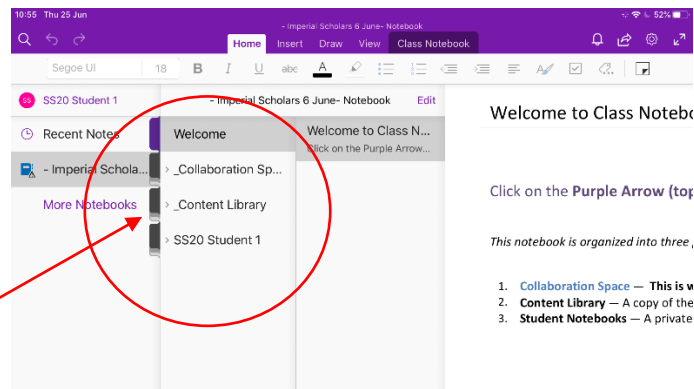 10:55 Thu 25 Jun
52%
- Imperial Scholars 6 June- Notebook
Home Insert Draw View Class Notebook
Segoe UI 18 B I U abc A A
SS SS20 Student 1
- Imperial Scholars 6 June- Notebook Edit
Recent Notes
- Imperial Schola...
More Notebooks
Welcome
_Collaboration Sp...
_Content Library
SS20 Student 1
Welcome to Class N...
Click on the Purple Arrow...
Welcome to Class Notebo
Click on the Purple Arrow (top
This notebook is organized into three
1. Collaboration Space — This is w
2. Content Library — A copy of the
3. Student Notebooks — A private